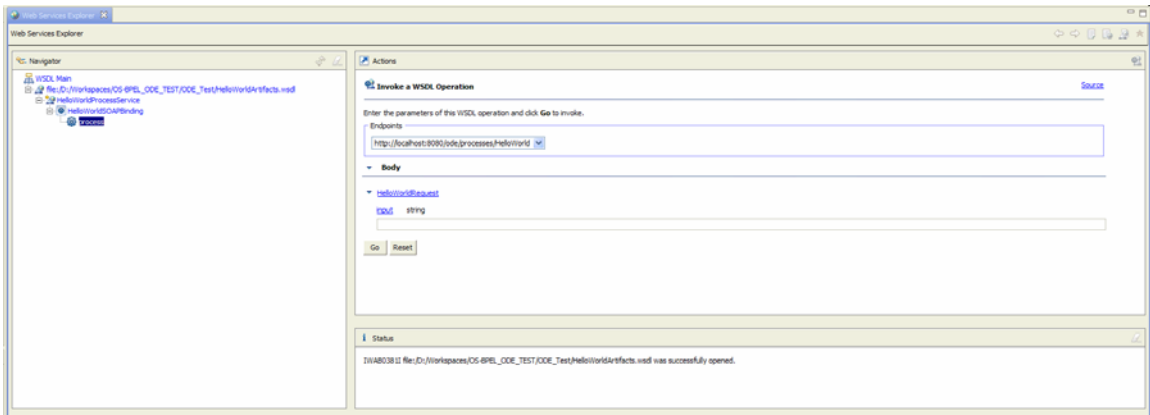 Web Services Explorer
Web Services Explorer
Navigator
WSDL Main
file:/D:/Workspaces/OS-BPEL_ODE_TEST/ODE_Test/HelloWorldArtifacts.wsdl
HelloWorldProcessService
HelloWorldSOAPBinding
process
Actions
Invoke a WSDL Operation
Source
Enter the parameters of this WSDL operation and click Go to invoke.
Endpoints
http://localhost:8080/ode/processes/HelloWorld
Body
HelloWorldRequest
input string
Go Reset
i Status
IWAB0381I file:/D:/Workspaces/OS-BPEL_ODE_TEST/ODE_Test/HelloWorldArtifacts.wsdl was successfully opened.